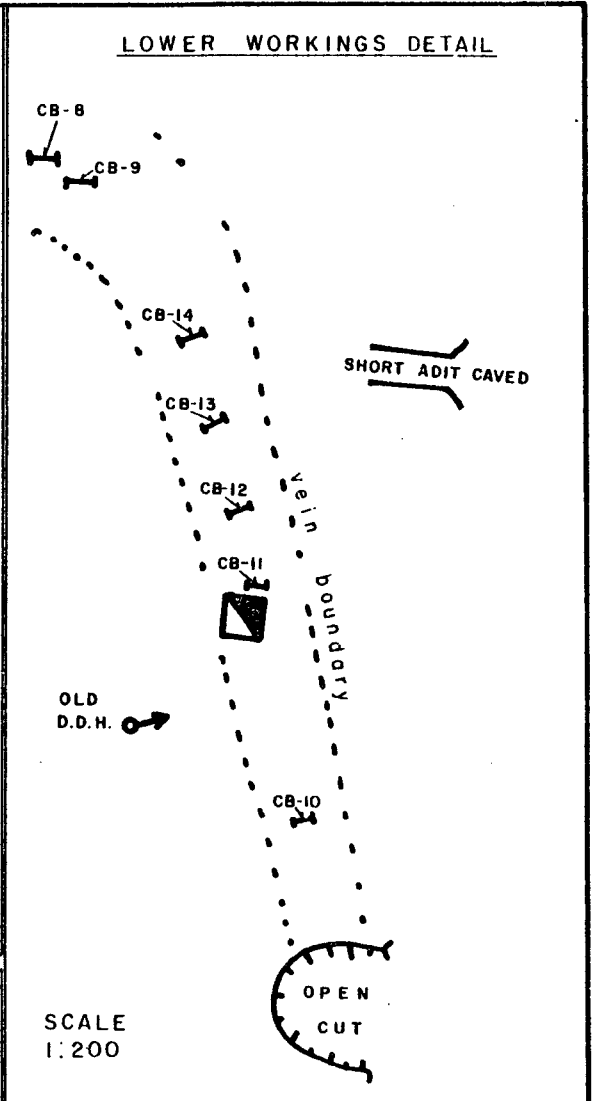 LOWER WORKINGS DETAIL
CB-8
CB-9
CB-14
SHORT ADIT CAVED
CB-13
CB-12
vein boundary
CB-11
OLD
D.D.H.
CB-10
OPEN
CUT
SCALE
1:200